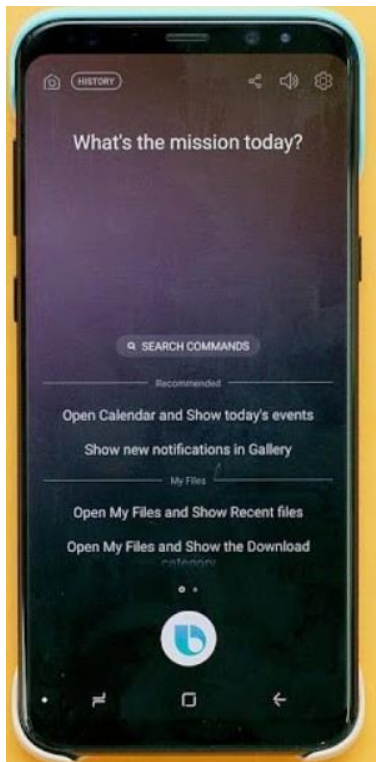 HISTORY
What's the mission today?
SEARCH COMMANDS
Recommended
Open Calendar and Show today's events
Show new notifications in Gallery
My Files
Open My Files and Show Recent files
Open My Files and Show the Download
category